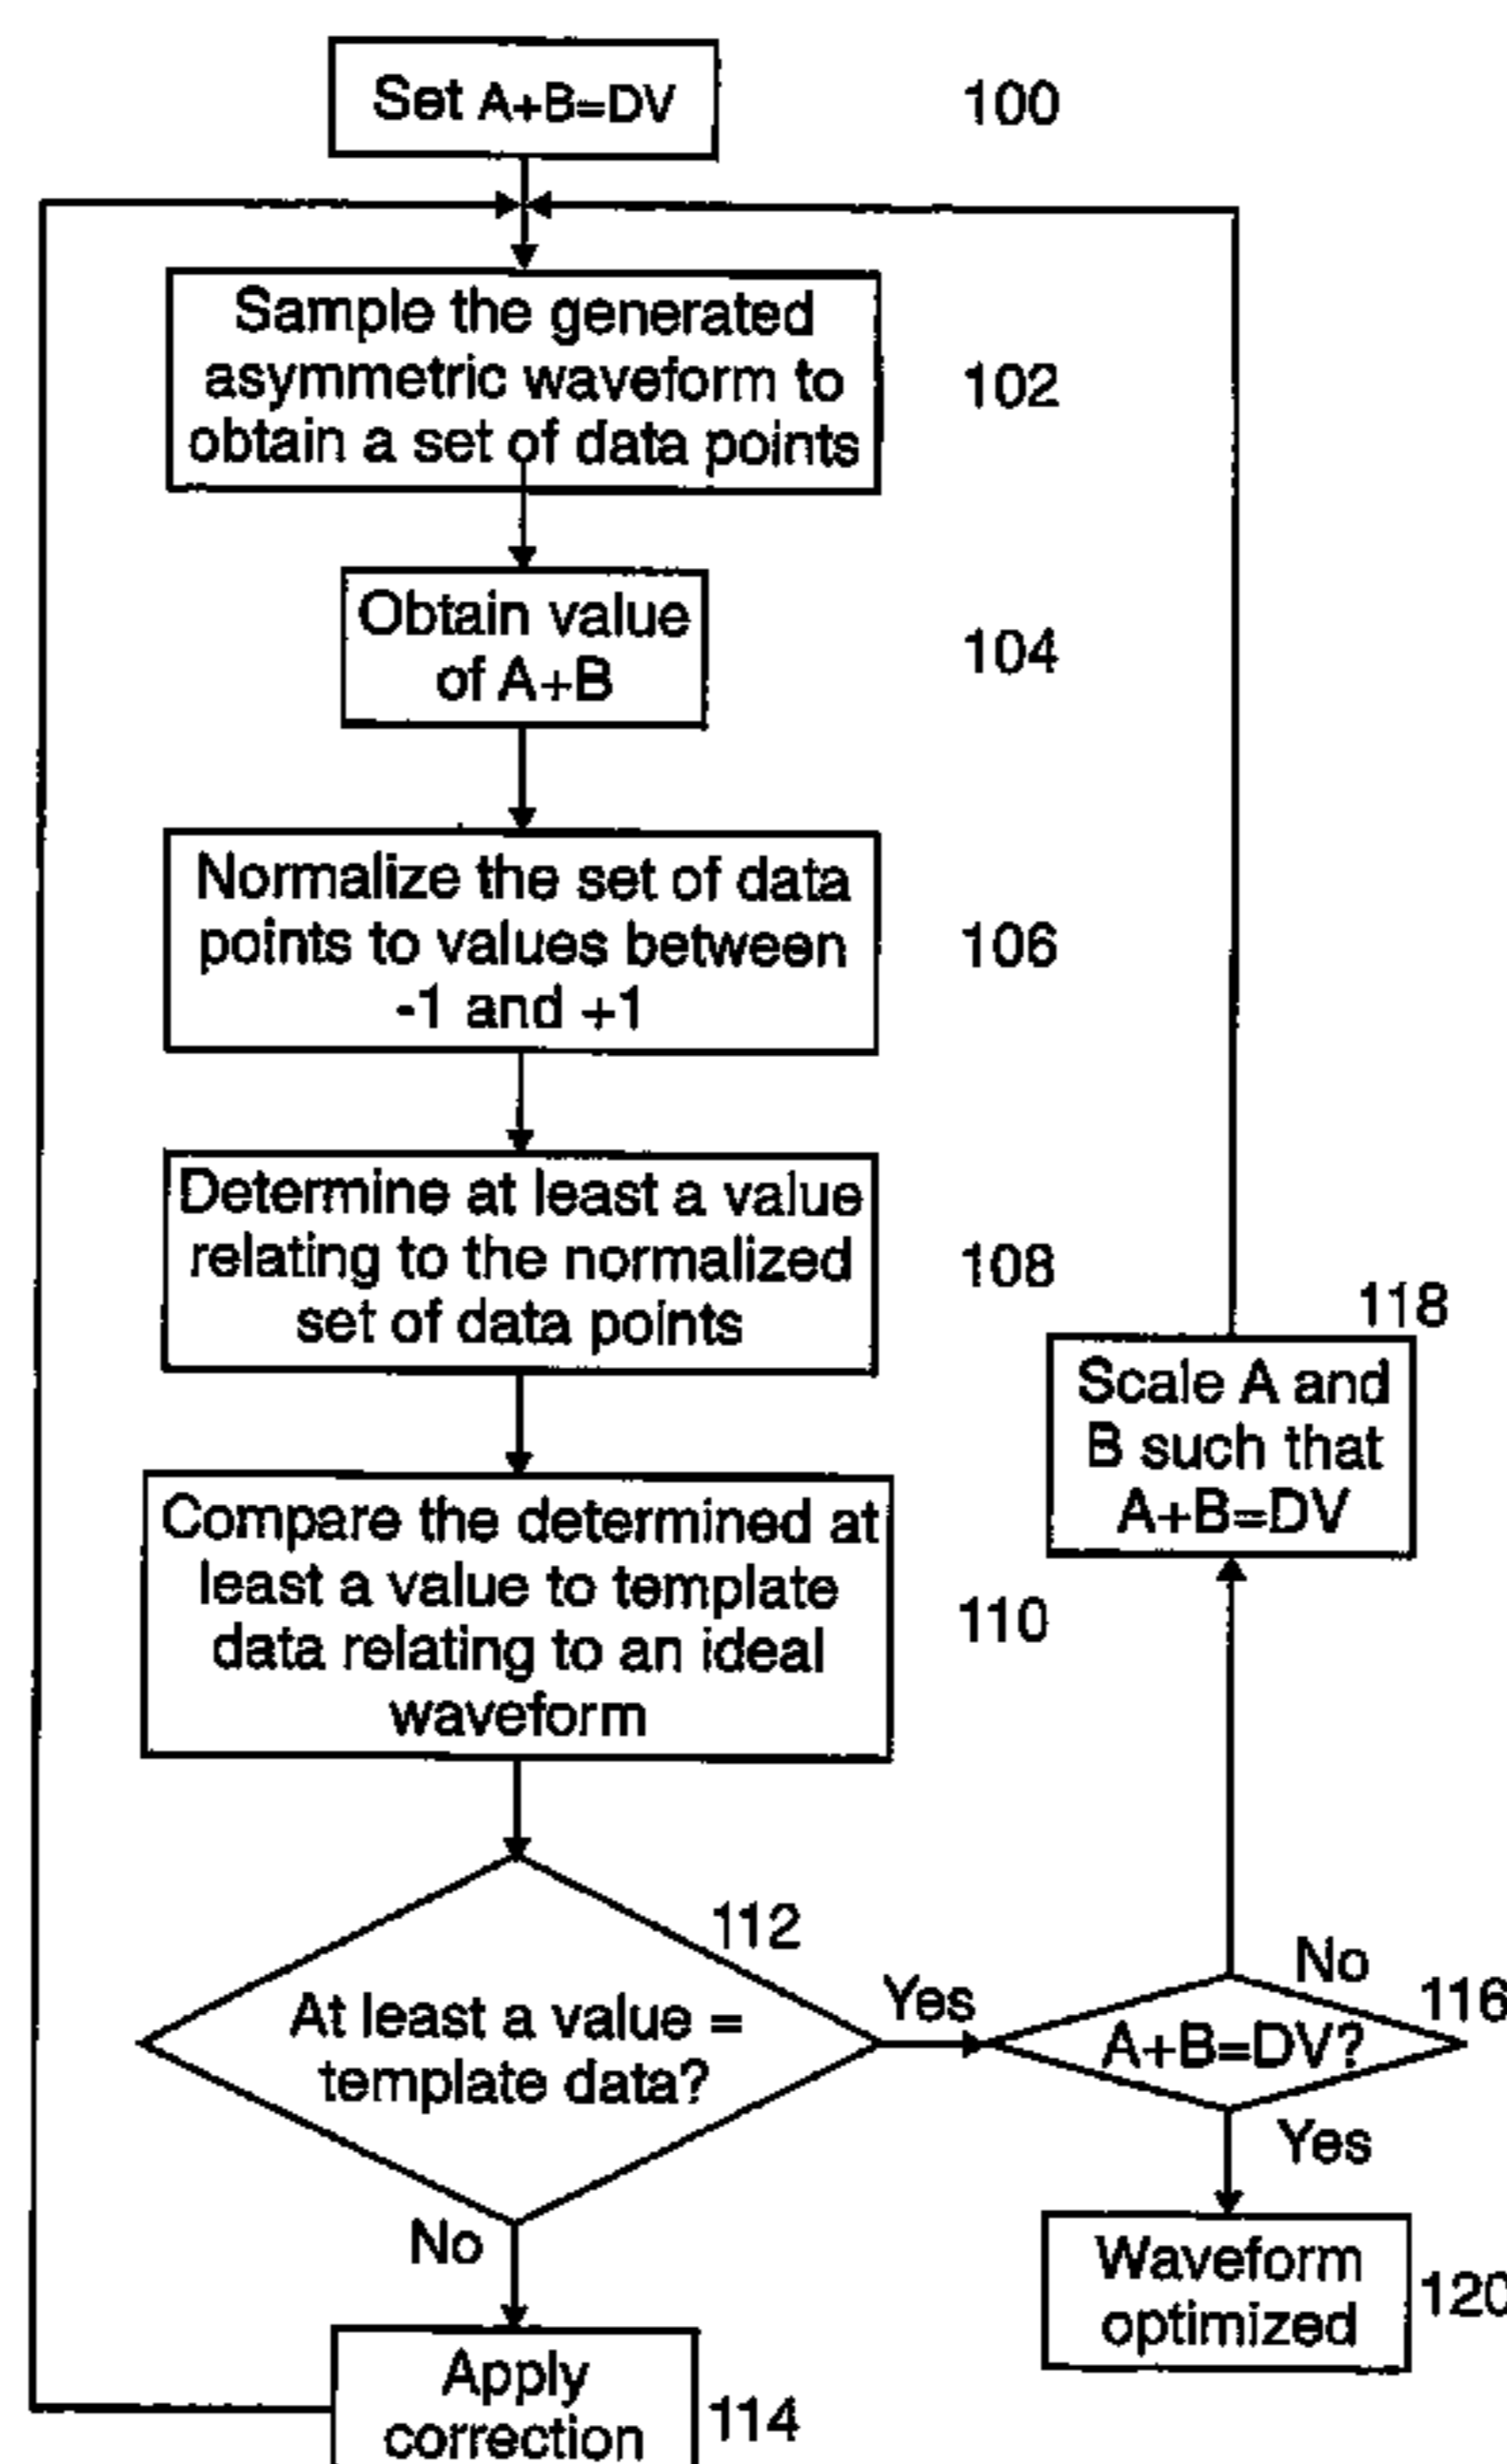 Set A+B=DV
100
Sample the generated
asymmetric waveform to
obtain a set of data points
102
Obtain value
of A+B
104
Normalize the set of data
points to values between
-1 and +1
106
Determine at least a value
relating to the normalized
set of data points
108
118
Scale A and
B such that
A+B=DV
Compare the determined at
least a value to template
data relating to an ideal
waveform
110
112
At least a value =
template data?
Yes
No
116
A+B=DV?
Yes
No
Waveform
optimized
120
Apply
correction
114